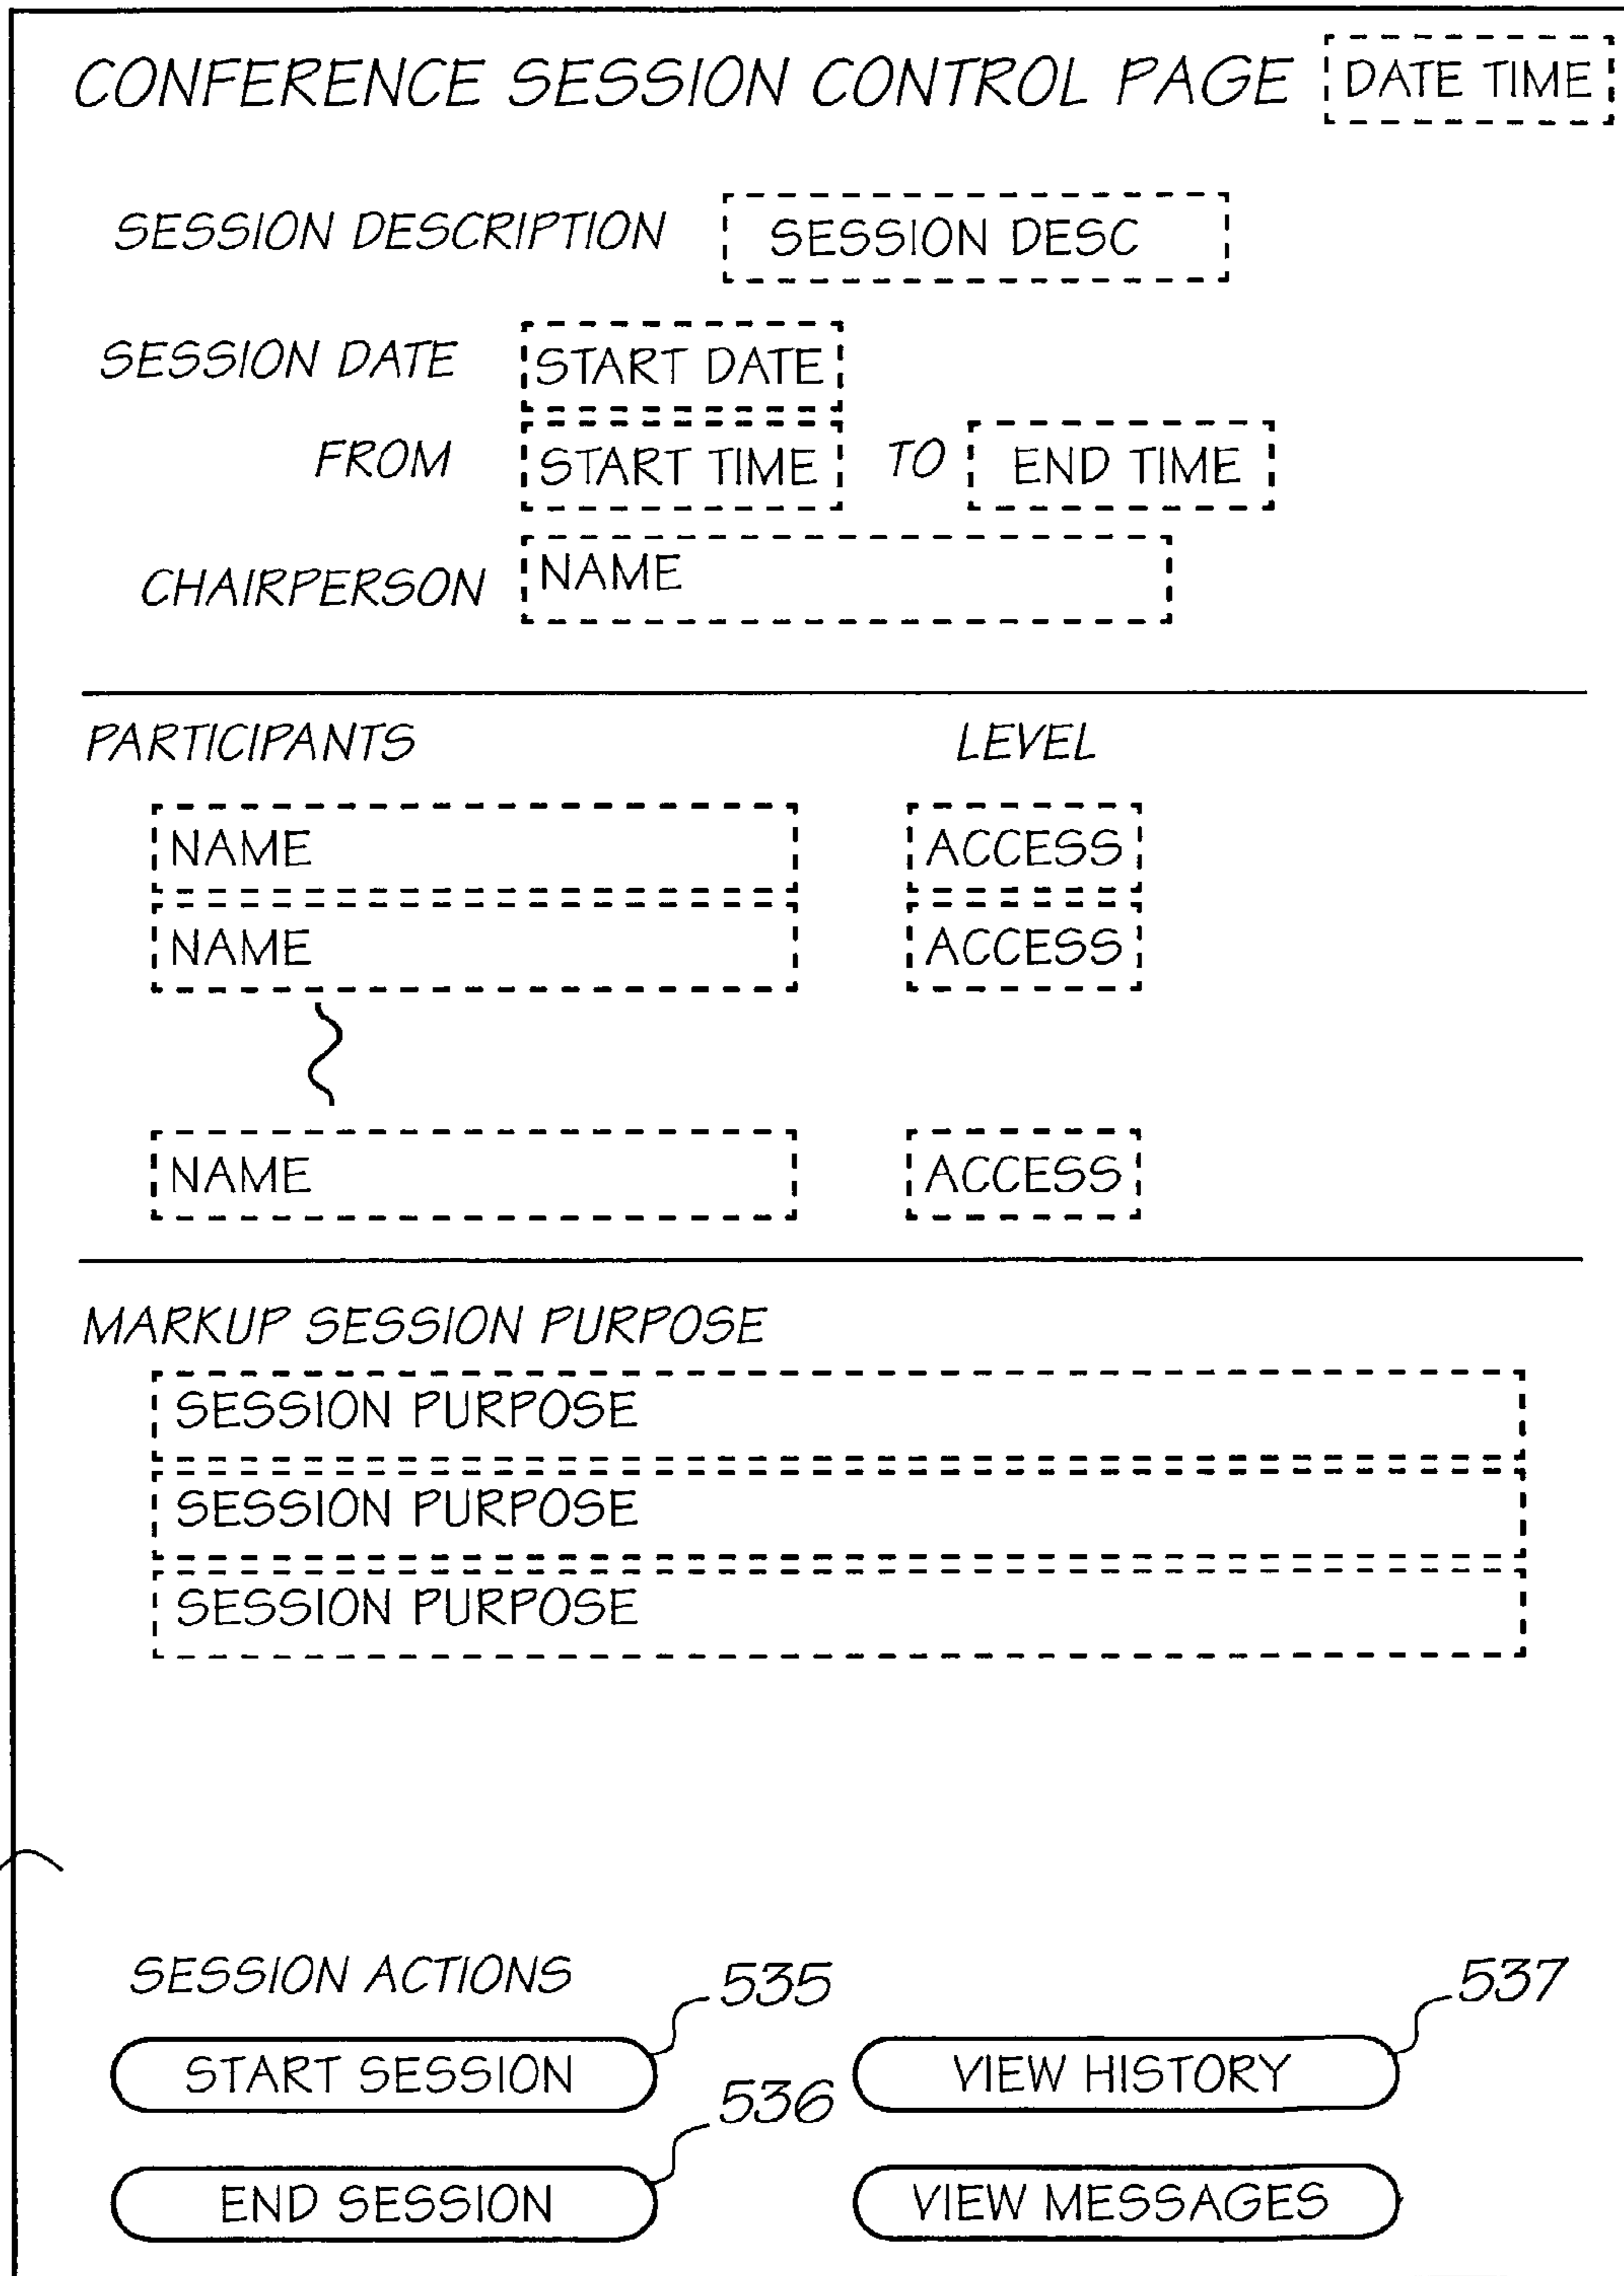 CONFERENCE SESSION CONTROL PAGE DATE TIME
SESSION DESCRIPTION SESSION DESC
SESSION DATE START DATE
FROM START TIME TO END TIME
CHAIRPERSON NAME
PARTICIPANTS LEVEL
NAME ACCESS
NAME ACCESS
NAME ACCESS
MARKUP SESSION PURPOSE
SESSION PURPOSE
SESSION PURPOSE
SESSION PURPOSE
SESSION ACTIONS 535 537
START SESSION VIEW HISTORY
536
END SESSION VIEW MESSAGES